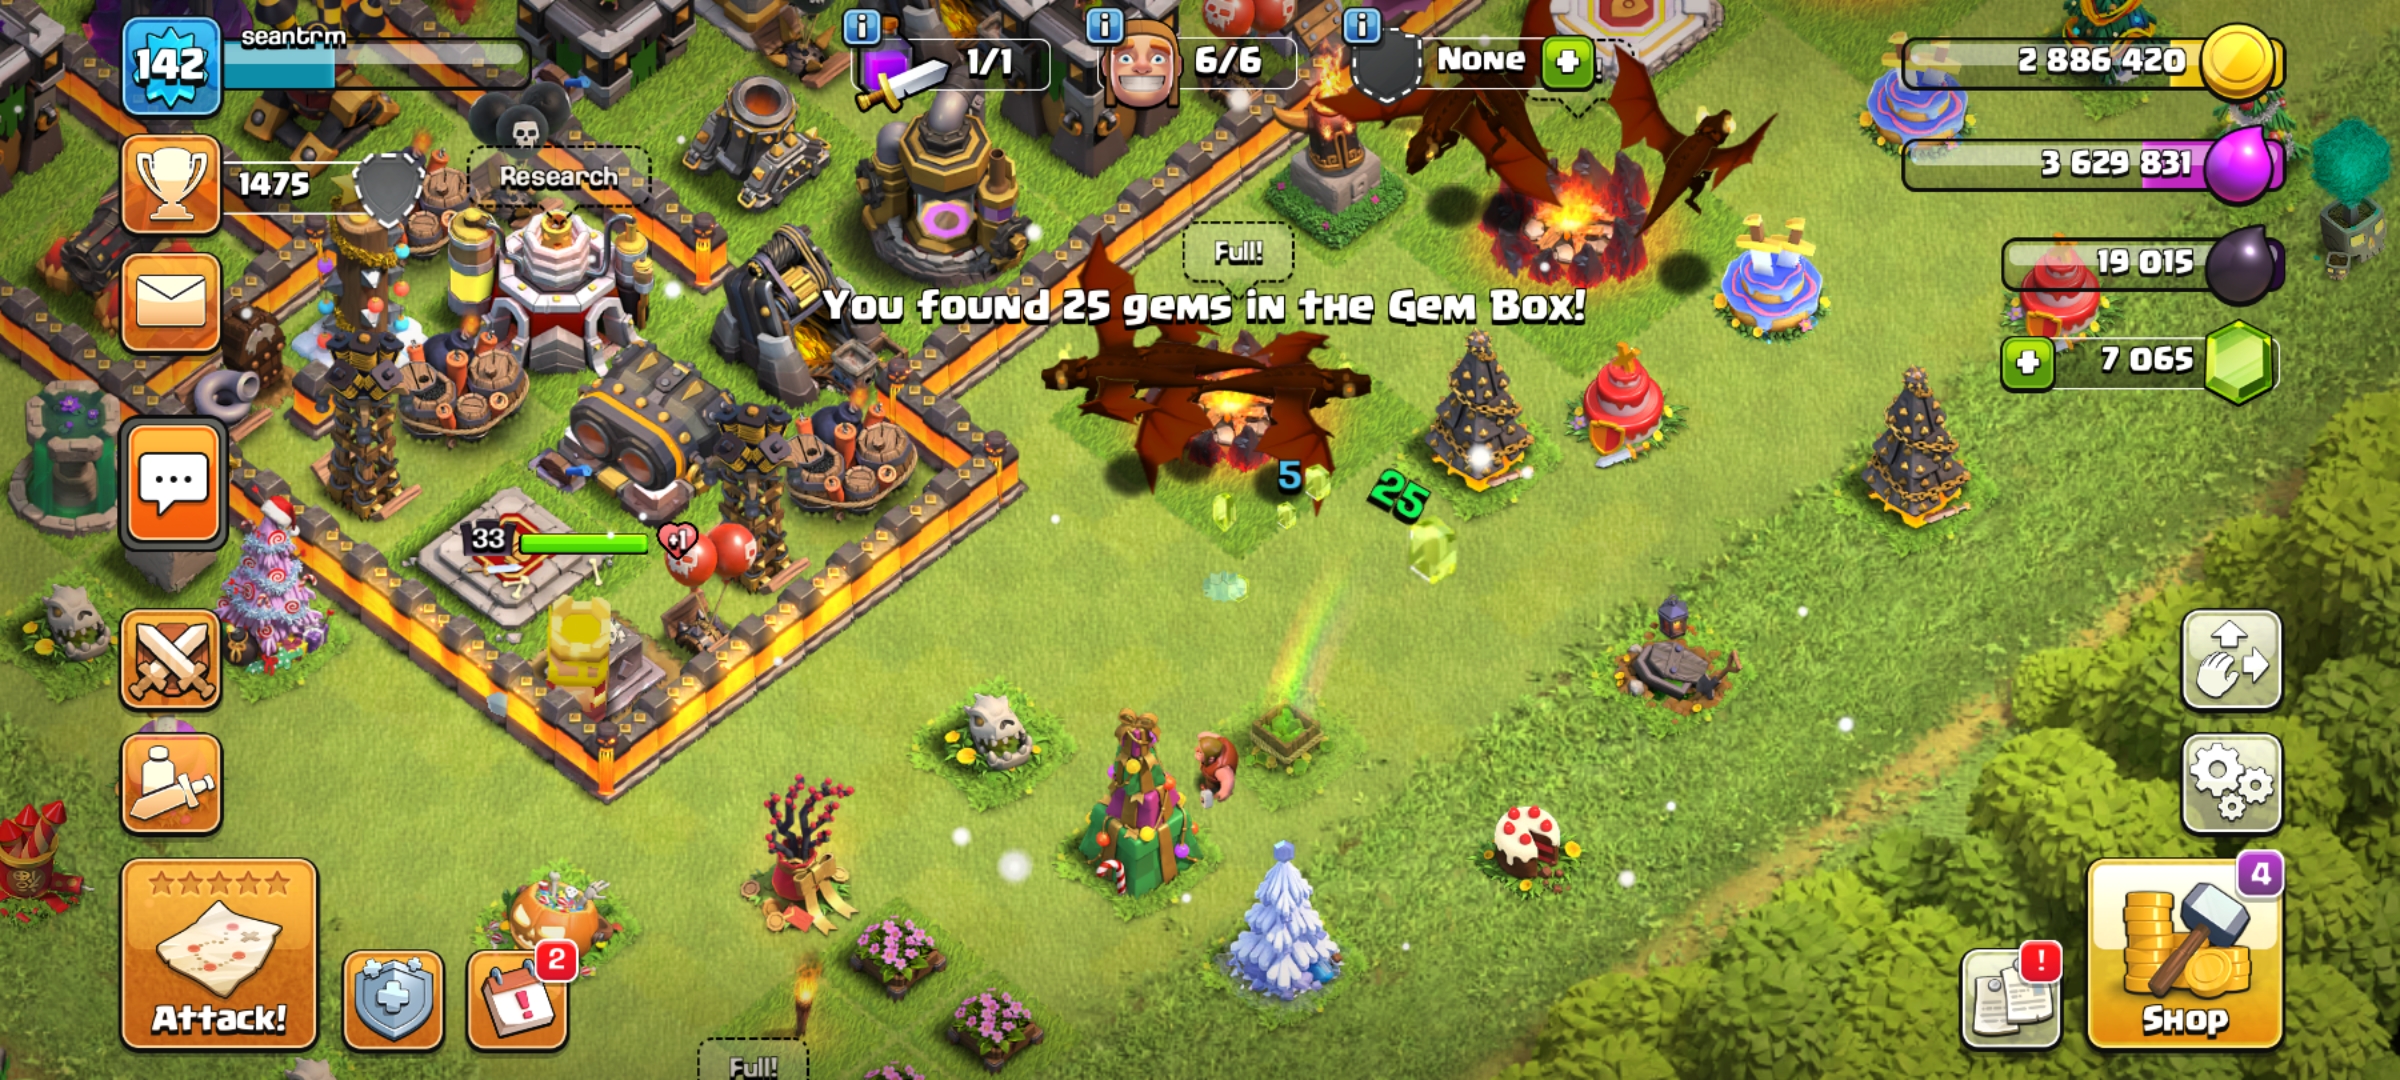 142
seantrm
1/1
6/6
None
2 886 420
1475
Research
3 629 831
Full!
19 015
You found 25 gems in the Gem Box!
7 065
5
25
33
+1
4
2
!
Attack!
Shop
Full!